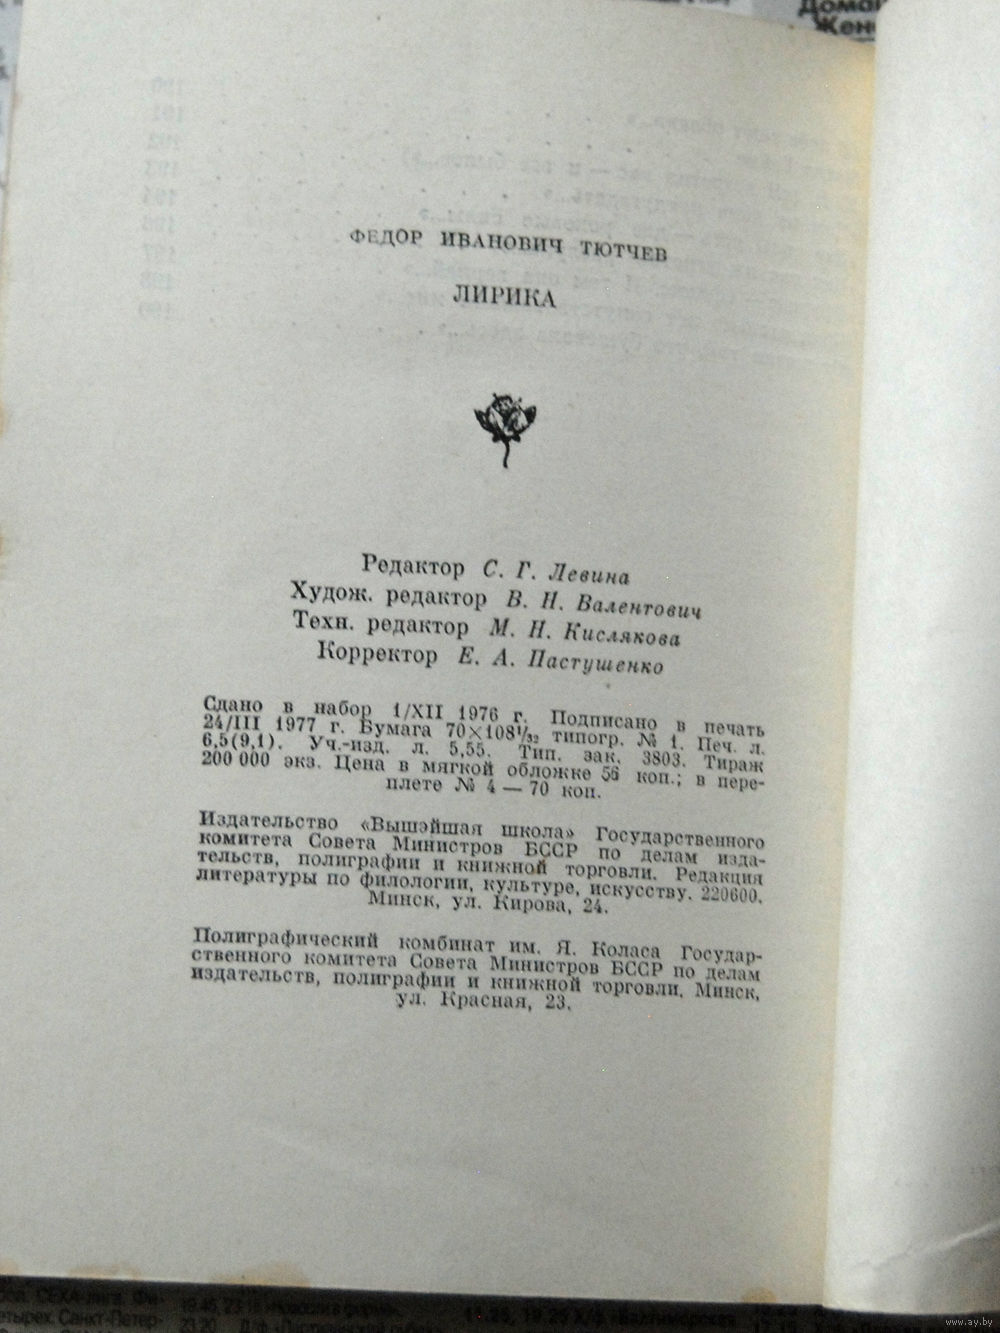 Домаш
Жен
ФЕДОР ИВАНОВИЧ ТЮТЧЕВ
ЛИРИКА
Редактор С. Г. Левина
Худож. редактор В. Н. Валентович
Техн. редактор М. Н. Кислякова
Корректор Е. А. Пастушенко
Сдано в набор 1/XII 1976 г. Подписано в печать
24/III 1977 г. Бумага 70×108¹/₃₂ типогр. № 1. Печ. л.
6,5(9,1). Уч.-изд. л. 5,55. Тип. зак. 3803. Тираж
200 000 экз. Цена в мягкой обложке 56 коп.; в пере-
плете № 4 — 70 коп.
Издательство «Вышэйшая школа» Государственного
комитета Совета Министров БССР по делам изда-
тельств, полиграфии и книжной торговли. Редакция
литературы по филологии, культуре, искусству. 220600.
Минск, ул. Кирова, 24.
Полиграфический комбинат им. Я. Коласа Государ-
ственного комитета Совета Министров БССР по делам
издательств, полиграфии и книжной торговли. Минск,
ул. Красная, 23.
www.ay.by